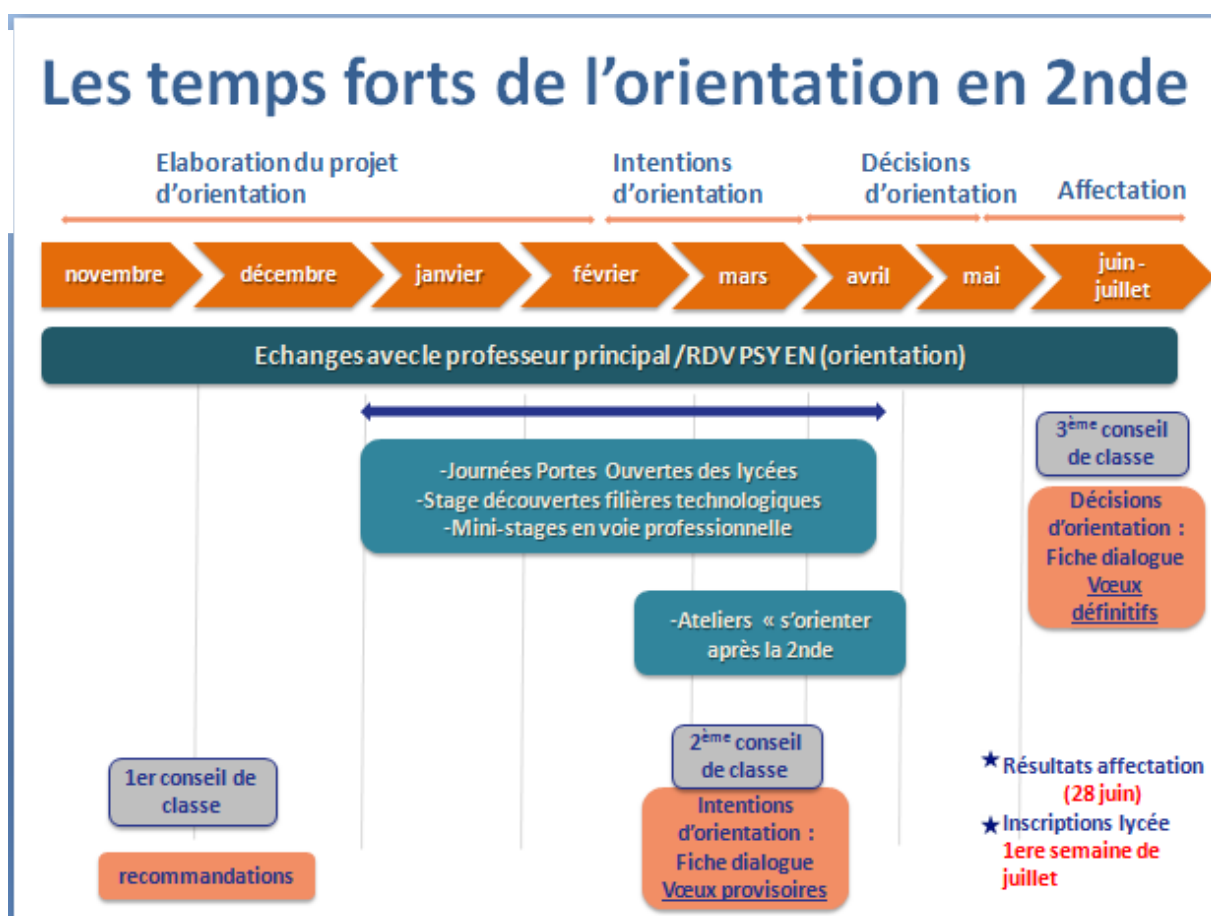 Les temps forts de l'orientation en 2nde
Elaboration du projet
d'orientation
Intentions
d'orientation
Décisions
d'orientation
Affectation
novembre
décembre
janvier
février
mars
avril
mai
juin-
juillet
Echanges avec le professeur principal /RDV PSY EN (orientation)
-Journées Portes Ouvertes des lycées
-Stage découvertes filières technologiques
-Mini-stages en voie professionnelle
3ème conseil
de classe
Décisions
d'orientation :
Fiche dialogue
Vœux
définitifs
-Ateliers « s'orienter
après la 2nde
1er conseil de
classe
recommandations
2ème conseil
de classe
Intentions
d'orientation :
Fiche dialogue
Vœux provisoires
Résultats affectation
(28 juin)
Inscriptions lycée
1ere semaine de
juillet